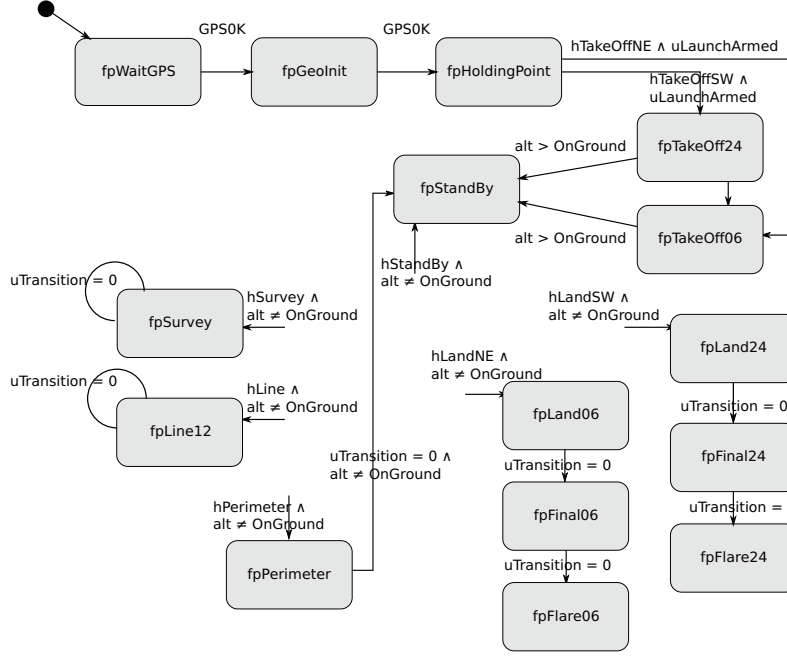 GPS0K
GPS0K
fpWaitGPS
fpGeoInit
fpHoldingPoint
hTakeOffNE ∧ uLaunchArmed
hTakeOffSW ∧
uLaunchArmed
fpTakeOff24
alt > OnGround
fpStandBy
fpTakeOff06
alt > OnGround
hStandBy ∧
alt ≠ OnGround
uTransition = 0
hSurvey ∧
alt ≠ OnGround
fpSurvey
hLandSW ∧
alt ≠ OnGround
fpLand24
hLandNE ∧
alt ≠ OnGround
uTransition = 0
hLine ∧
alt ≠ OnGround
fpLine12
fpLand06
uTransition = 0
uTransition = 0 ∧
alt ≠ OnGround
uTransition = 0
fpFinal24
hPerimeter ∧
alt ≠ OnGround
fpFinal06
uTransition =
fpPerimeter
uTransition = 0
fpFlare24
fpFlare06